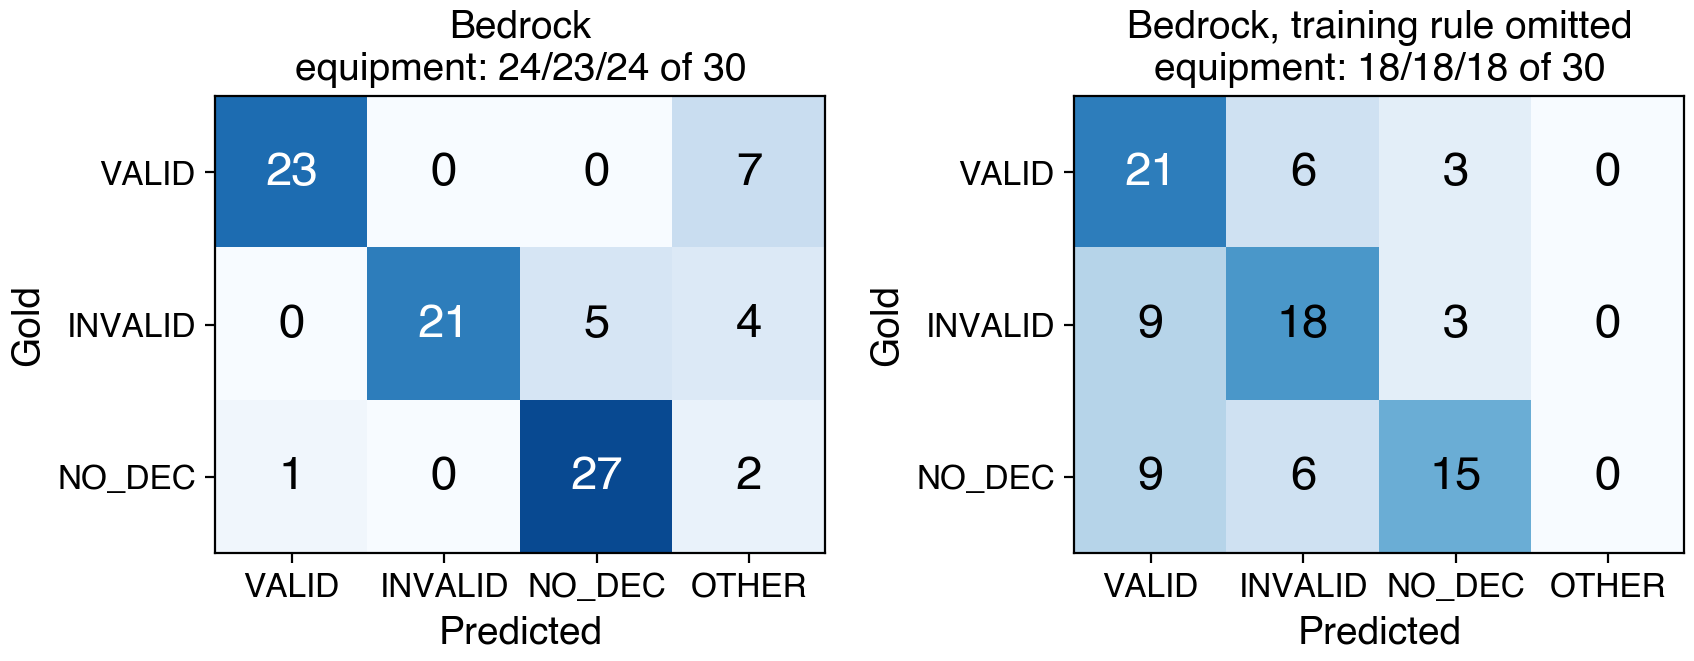 Bedrock
equipment: 24/23/24 of 30
Gold
VALID 23 0 0 7
INVALID 0 21 5 4
NO_DEC 1 0 27 2
VALID INVALID NO_DEC OTHER
Predicted
Bedrock, training rule omitted
equipment: 18/18/18 of 30
Gold
VALID 21 6 3 0
INVALID 9 18 3 0
NO_DEC 9 6 15 0
VALID INVALID NO_DEC OTHER
Predicted